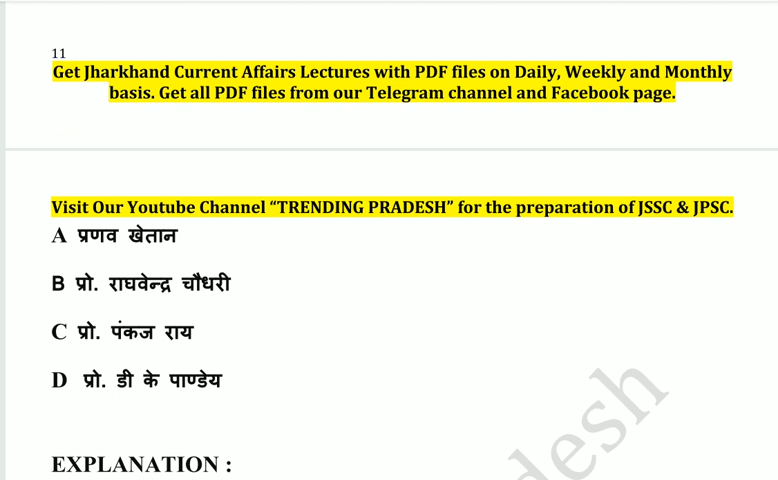 11
Get Jharkhand Current Affairs Lectures with PDF files on Daily, Weekly and Monthly
basis. Get all PDF files from our Telegram channel and Facebook page.
Visit Our Youtube Channel “TRENDING PRADESH” for the preparation of JSSC & JPSC.
A प्रणव खेतान
B प्रो. राघवेन्द्र चौधरी
C प्रो. पंकज राय
D प्रो. डी के पाण्डेय
desh
EXPLANATION :